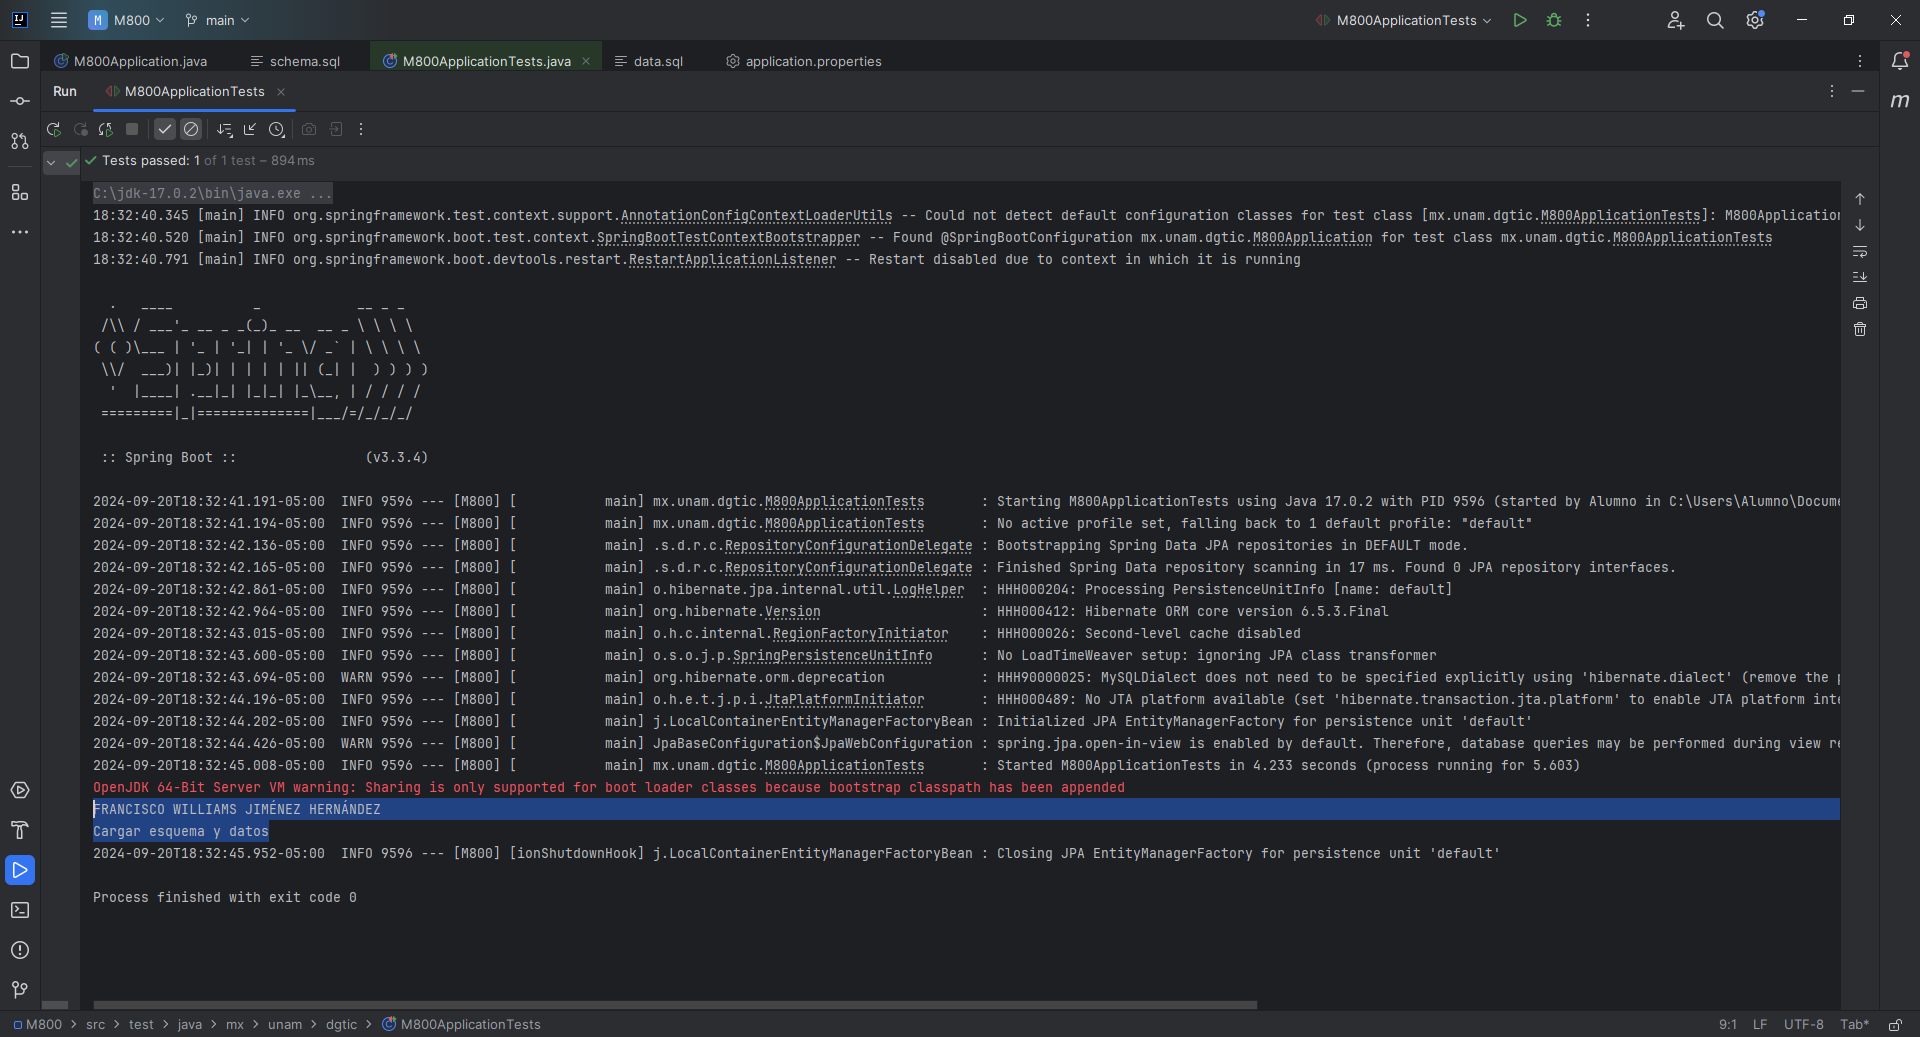 M M800 main M800ApplicationTests
M800Application.java schema.sql M800ApplicationTests.java data.sql application.properties
Run M800ApplicationTests
Tests passed: 1 of 1 test – 894 ms
C:\jdk-17.0.2\bin\java.exe ...
18:32:40.345 [main] INFO org.springframework.test.context.support.AnnotationConfigContextLoaderUtils -- Could not detect default configuration classes for test class [mx.unam.dgtic.M800ApplicationTests]: M800Application
18:32:40.520 [main] INFO org.springframework.boot.test.context.SpringBootTestContextBootstrapper -- Found @SpringBootConfiguration mx.unam.dgtic.M800Application for test class mx.unam.dgtic.M800ApplicationTests
18:32:40.791 [main] INFO org.springframework.boot.devtools.restart.RestartApplicationListener -- Restart disabled due to context in which it is running
  .   ____          _            __ _ _
 /\\ / ___'_ __ _ _(_)_ __  __ _ \ \ \ \
( ( )\___ | '_ | '_| | '_ \/ _` | \ \ \ \
 \\/  ___)| |_)| | | | | || (_| |  ) ) ) )
  '  |____| .__|_| |_|_| |_\__, | / / / /
 =========|_|==============|___/=/_/_/_/
 :: Spring Boot ::                (v3.3.4)
2024-09-20T18:32:41.191-05:00  INFO 9596 --- [M800] [           main] mx.unam.dgtic.M800ApplicationTests       : Starting M800ApplicationTests using Java 17.0.2 with PID 9596 (started by Alumno in C:\Users\Alumno\Docume
2024-09-20T18:32:41.194-05:00  INFO 9596 --- [M800] [           main] mx.unam.dgtic.M800ApplicationTests       : No active profile set, falling back to 1 default profile: "default"
2024-09-20T18:32:42.136-05:00  INFO 9596 --- [M800] [           main] .s.d.r.c.RepositoryConfigurationDelegate : Bootstrapping Spring Data JPA repositories in DEFAULT mode.
2024-09-20T18:32:42.165-05:00  INFO 9596 --- [M800] [           main] .s.d.r.c.RepositoryConfigurationDelegate : Finished Spring Data repository scanning in 17 ms. Found 0 JPA repository interfaces.
2024-09-20T18:32:42.861-05:00  INFO 9596 --- [M800] [           main] o.hibernate.jpa.internal.util.LogHelper  : HHH000204: Processing PersistenceUnitInfo [name: default]
2024-09-20T18:32:42.964-05:00  INFO 9596 --- [M800] [           main] org.hibernate.Version                    : HHH000412: Hibernate ORM core version 6.5.3.Final
2024-09-20T18:32:43.015-05:00  INFO 9596 --- [M800] [           main] o.h.c.internal.RegionFactoryInitiator    : HHH000026: Second-level cache disabled
2024-09-20T18:32:43.600-05:00  INFO 9596 --- [M800] [           main] o.s.o.j.p.SpringPersistenceUnitInfo      : No LoadTimeWeaver setup: ignoring JPA class transformer
2024-09-20T18:32:43.694-05:00  WARN 9596 --- [M800] [           main] org.hibernate.orm.deprecation            : HHH90000025: MySQLDialect does not need to be specified explicitly using 'hibernate.dialect' (remove the p
2024-09-20T18:32:44.196-05:00  INFO 9596 --- [M800] [           main] o.h.e.t.j.p.i.JtaPlatformInitiator       : HHH000489: No JTA platform available (set 'hibernate.transaction.jta.platform' to enable JTA platform inte
2024-09-20T18:32:44.202-05:00  INFO 9596 --- [M800] [           main] j.LocalContainerEntityManagerFactoryBean : Initialized JPA EntityManagerFactory for persistence unit 'default'
2024-09-20T18:32:44.426-05:00  WARN 9596 --- [M800] [           main] JpaBaseConfiguration$JpaWebConfiguration : spring.jpa.open-in-view is enabled by default. Therefore, database queries may be performed during view re
2024-09-20T18:32:45.008-05:00  INFO 9596 --- [M800] [           main] mx.unam.dgtic.M800ApplicationTests       : Started M800ApplicationTests in 4.233 seconds (process running for 5.603)
OpenJDK 64-Bit Server VM warning: Sharing is only supported for boot loader classes because bootstrap classpath has been appended
FRANCISCO WILLIAMS JIMÉNEZ HERNÁNDEZ
Cargar esquema y datos
2024-09-20T18:32:45.952-05:00  INFO 9596 --- [M800] [ionShutdownHook] j.LocalContainerEntityManagerFactoryBean : Closing JPA EntityManagerFactory for persistence unit 'default'
Process finished with exit code 0
M800 > src > test > java > mx > unam > dgtic > M800ApplicationTests 9:1 LF UTF-8 Tab*